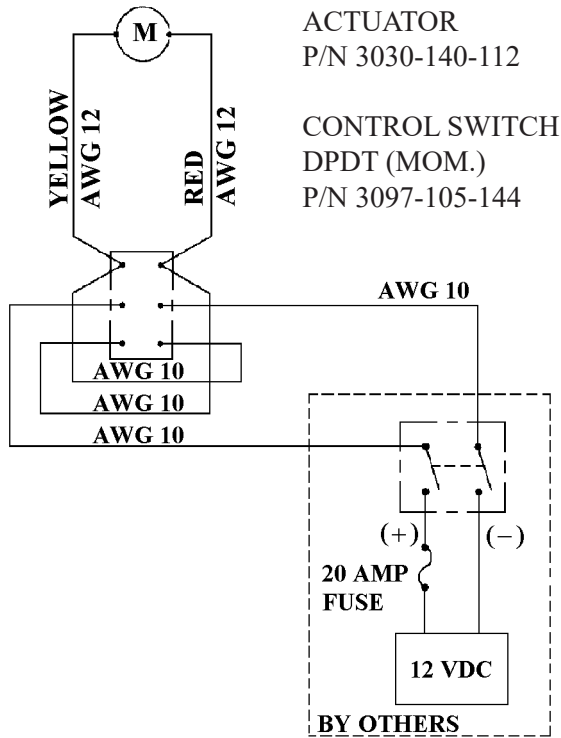 M
ACTUATOR
P/N 3030-140-112
CONTROL SWITCH
DPDT (MOM.)
P/N 3097-105-144
YELLOW
AWG 12
RED
AWG 12
AWG 10
AWG 10
AWG 10
AWG 10
(+)
(−)
20 AMP
FUSE
12 VDC
BY OTHERS